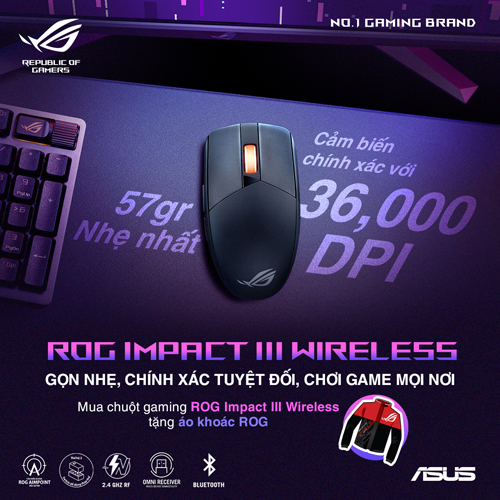 NO.1 GAMING BRAND
REPUBLIC OF
GAMERS
Cảm biến
chính xác với
36,000
DPI
57gr
Nhẹ nhất
ROG IMPACT III WIRELESS
GỌN NHẸ, CHÍNH XÁC TUYỆT ĐỐI, CHƠI GAME MỌI NƠI
Mua chuột gaming ROG Impact III Wireless
tặng áo khoác ROG
ROG AIMPOINT
2.4 GHZ RF
OMNI RECEIVER
BLUETOOTH
ASUS